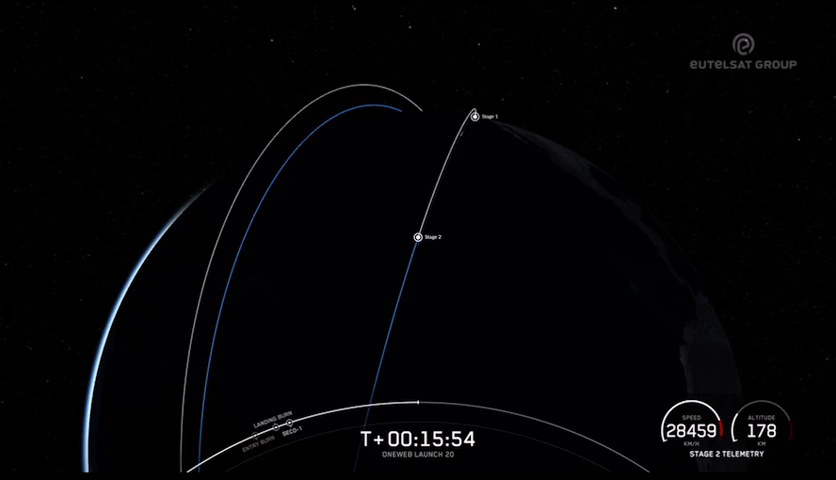 eutelsat GROUP
Stage 1
Stage 2
LANDING BURN
ENTRY BURN
SECO-1
T+ 00:15:54
ONEWEB LAUNCH 20
SPEED
28459
KM/H
ALTITUDE
178
KM
STAGE 2 TELEMETRY